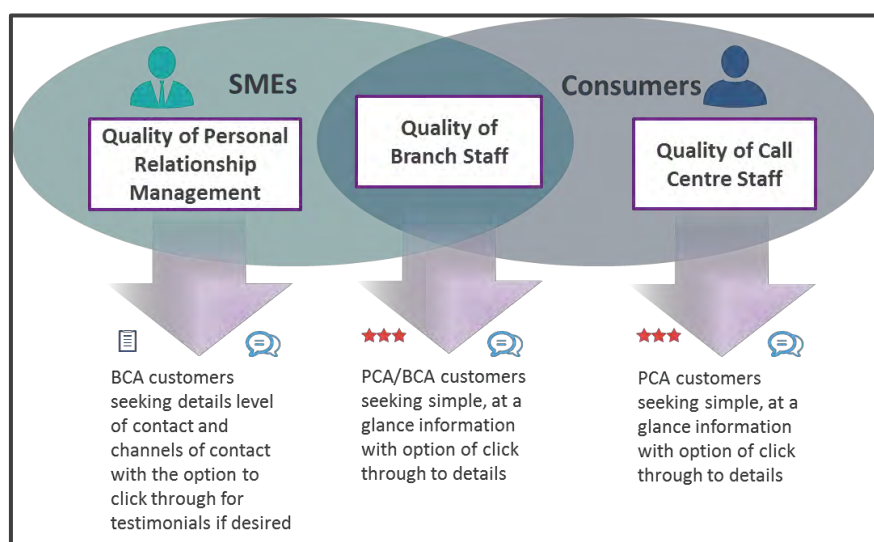 SMEs
Consumers
Quality of Personal
Relationship
Management
Quality of
Branch Staff
Quality of Call
Centre Staff
BCA customers
seeking details level
of contact and
channels of contact
with the option to
click through for
testimonials if desired
PCA/BCA customers
seeking simple, at a
glance information
with option of click
through to details
PCA customers
seeking simple, at a
glance information
with option of click
through to details